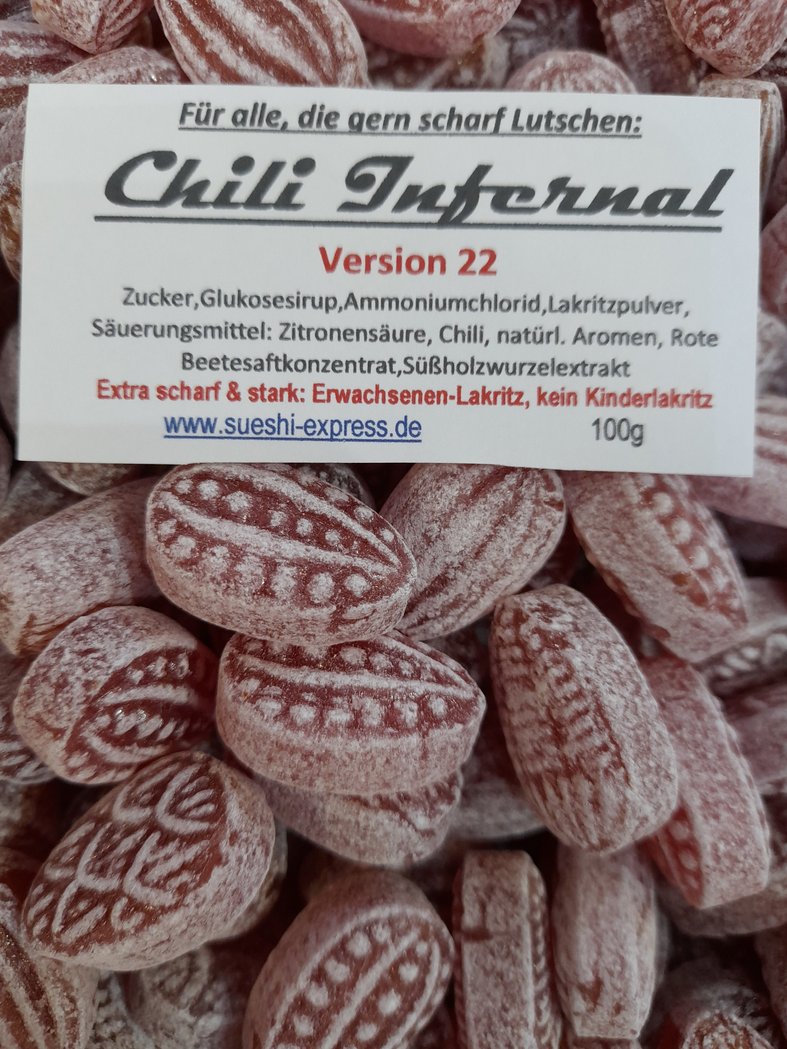 Für alle, die gern scharf Lutschen:
Chili Infernal
Version 22
Zucker,Glukosesirup,Ammoniumchlorid,Lakritzpulver,
Säuerungsmittel: Zitronensäure, Chili, natürl. Aromen, Rote
Beetesaftkonzentrat,Süßholzwurzelextrakt
Extra scharf & stark: Erwachsenen-Lakritz, kein Kinderlakritz
www.sueshi-express.de 100g